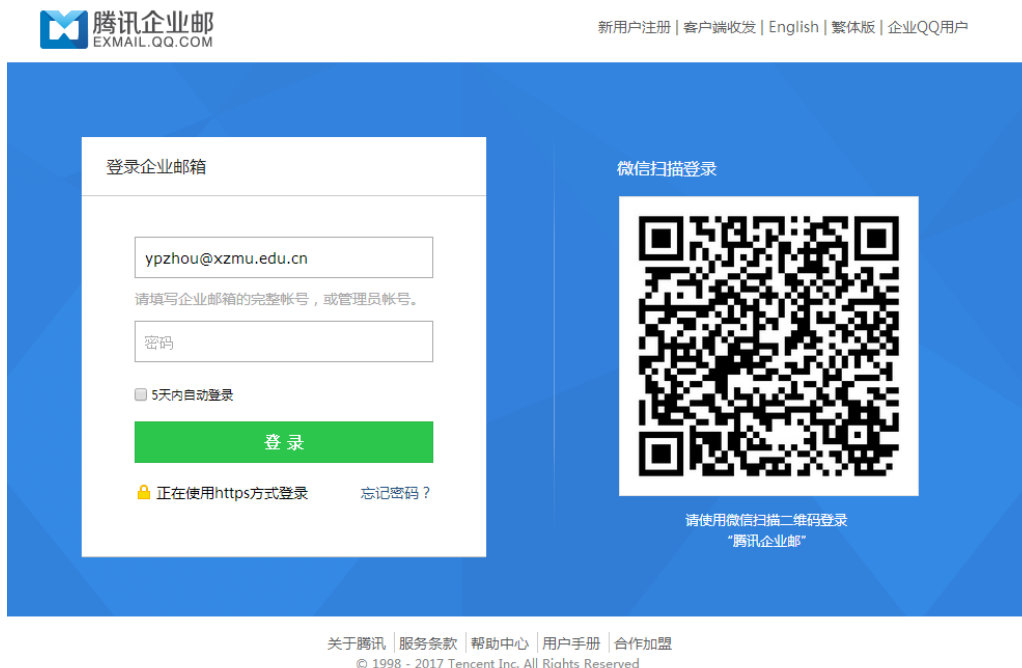 腾讯企业邮
EXMAIL.QQ.COM
新用户注册 | 客户端收发 | English | 繁体版 | 企业QQ用户
登录企业邮箱
ypzhou@xzmu.edu.cn
请填写企业邮箱的完整帐号，或管理员帐号。
密码
5天内自动登录
登 录
正在使用https方式登录 忘记密码？
微信扫描登录
请使用微信扫描二维码登录
“腾讯企业邮”
关于腾讯 | 服务条款 | 帮助中心 | 用户手册 | 合作加盟
© 1998 - 2017 Tencent Inc. All Rights Reserved